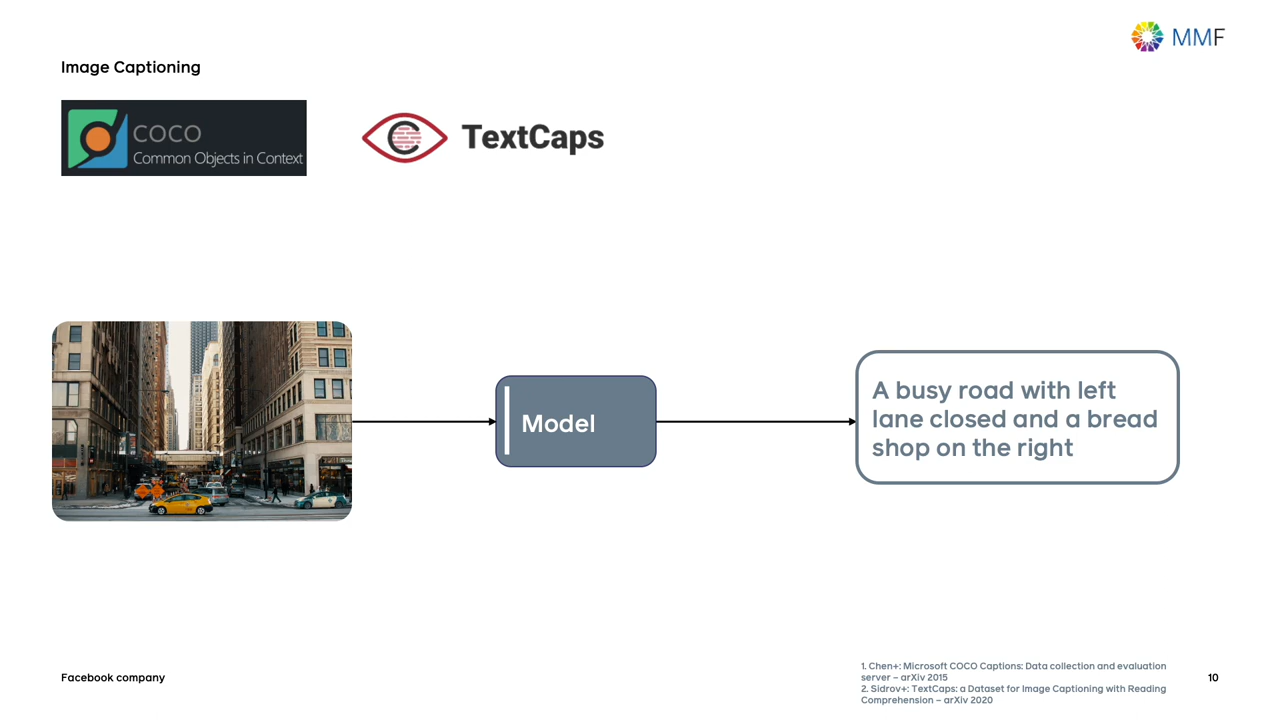 MMF
Image Captioning
COCO
Common Objects in Context
TextCaps
Model
A busy road with left
lane closed and a bread
shop on the right
Facebook company
1. Chen+: Microsoft COCO Captions: Data collection and evaluation
server – arXiv 2015
2. Sidrov+: TextCaps: a Dataset for Image Captioning with Reading
Comprehension – arXiv 2020
10